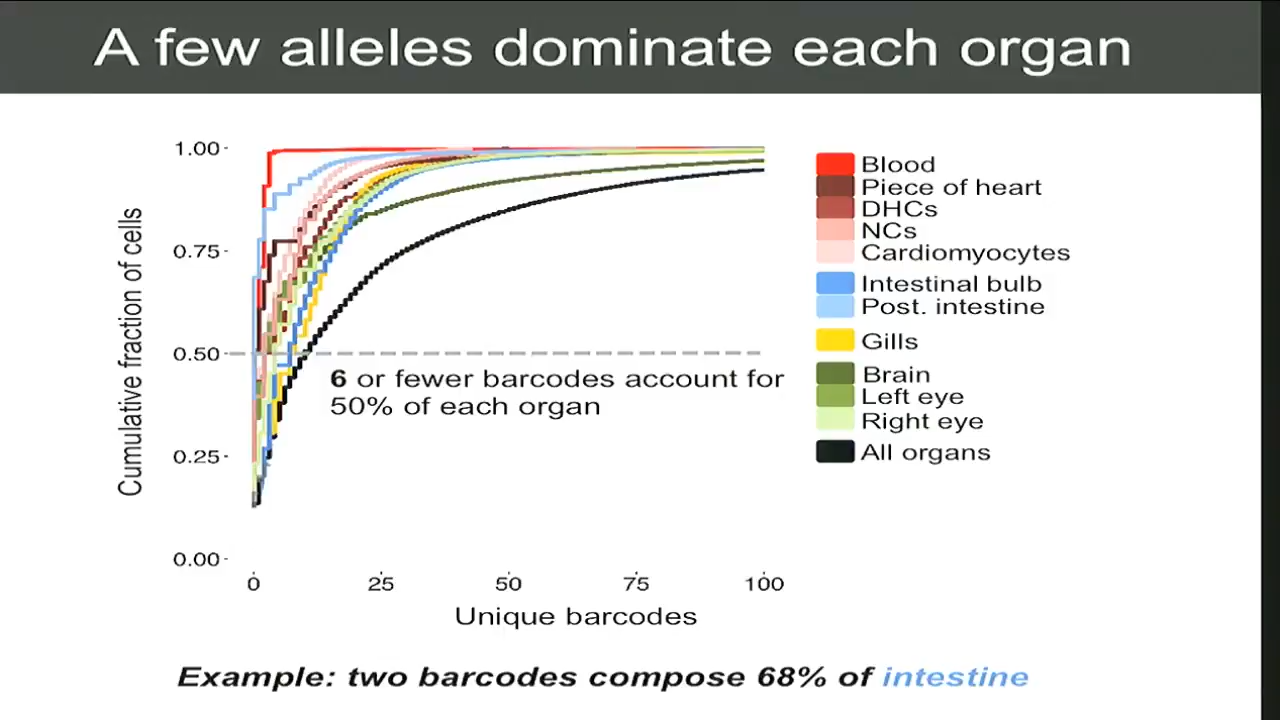 A few alleles dominate each organ
1.00
0.75
0.50
0.25
0.00
Cumulative fraction of cells
0 25 50 75 100
Unique barcodes
6 or fewer barcodes account for
50% of each organ
Blood
Piece of heart
DHCs
NCs
Cardiomyocytes
Intestinal bulb
Post. intestine
Gills
Brain
Left eye
Right eye
All organs
Example: two barcodes compose 68% of intestine